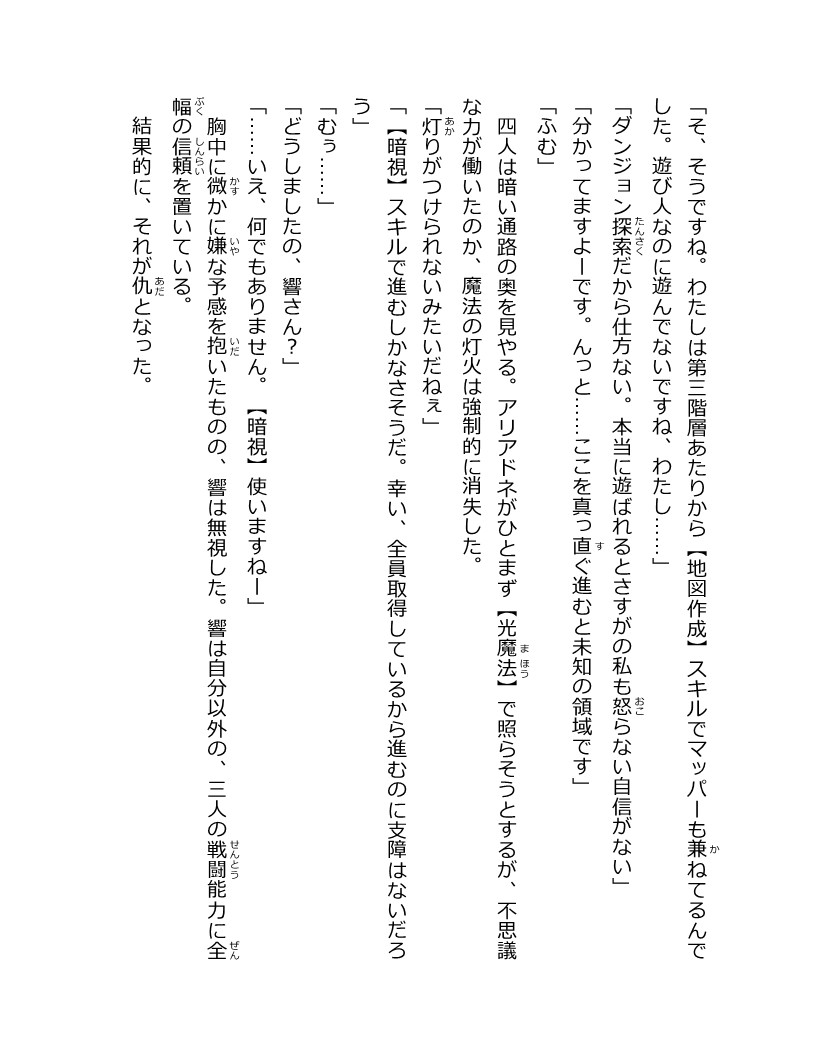 「そ、そうですね。わたしは第三階層あたりから【地図作成】スキルでマッパーも兼ねてるんで
した。遊び人なのに遊んでないですね、わたし……」
「ダンジョン探索だから仕方ない。本当に遊ばれるとさすがの私も怒らない自信がない」
「分かってますよーです。んっと……ここを真っ直ぐ進むと未知の領域です」
「ふむ」
　四人は暗い通路の奥を見やる。アリアドネがひとまず【光魔法】で照らそうとするが、不思議
な力が働いたのか、魔法の灯火は強制的に消失した。
「灯りがつけられないみたいだねぇ」
「【暗視】スキルで進むしかなさそうだ。幸い、全員取得しているから進むのに支障はないだろ
う」
「むぅ……」
「どうしましたの、響さん？」
「……いえ、何でもありません。【暗視】使いますねー」
　胸中に微かに嫌な予感を抱いたものの、響は無視した。響は自分以外の、三人の戦闘能力に全
幅の信頼を置いている。
　結果的に、それが仇となった。